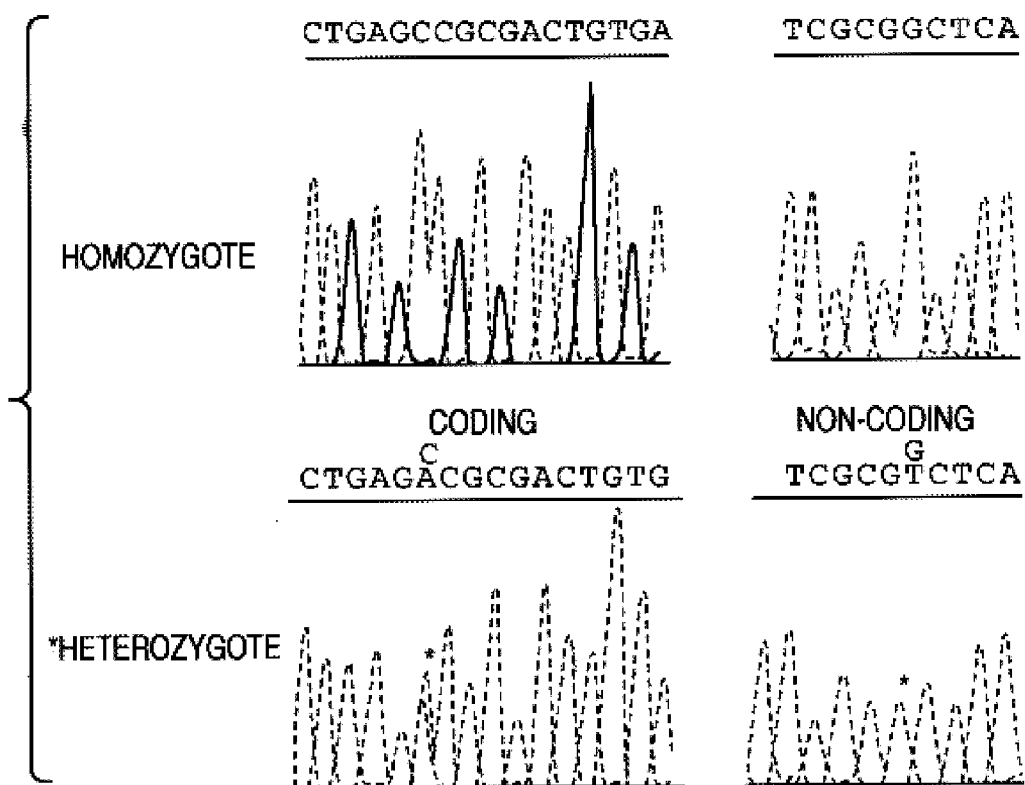 CTGAGCCGCGACTGTGA
TCGCGGCTCA
HOMOZYGOTE
CODING
NON-CODING
C
G
CTGAGACGCGACTGTG
TCGCGTCTCA
*HETEROZYGOTE
*
*